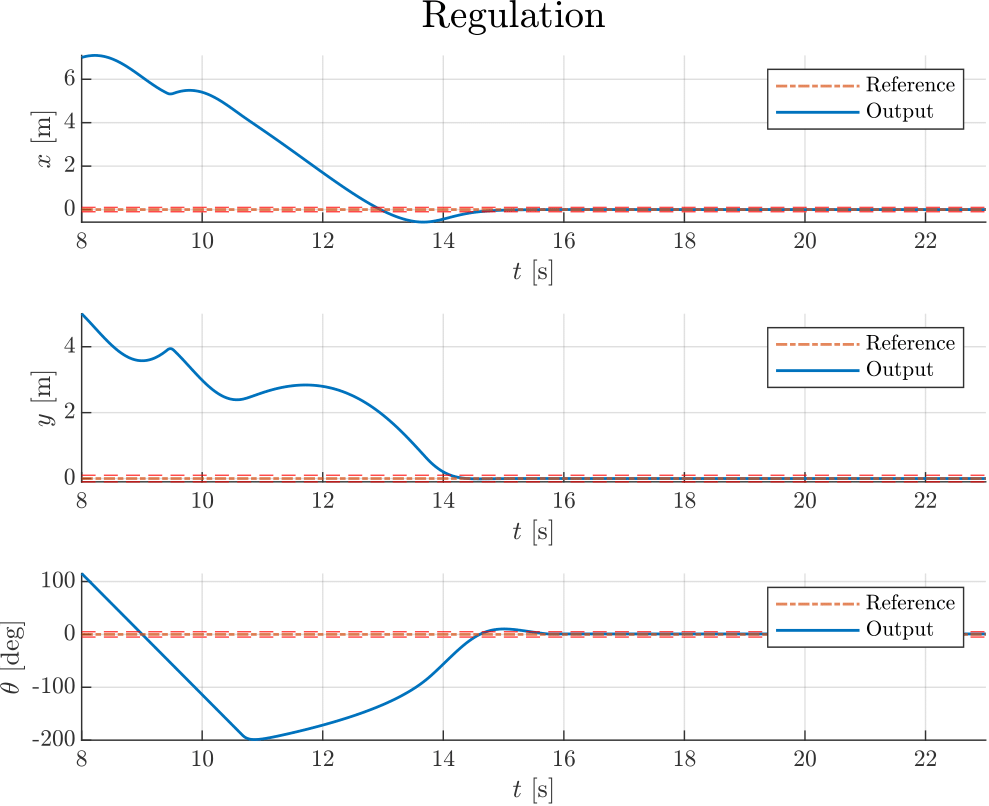 Regulation
6
4
2
0
x [m]
Reference
Output
8 10 12 14 16 18 20 22
t [s]
4
2
0
y [m]
Reference
Output
8 10 12 14 16 18 20 22
t [s]
100
0
-100
-200
θ [deg]
Reference
Output
8 10 12 14 16 18 20 22
t [s]